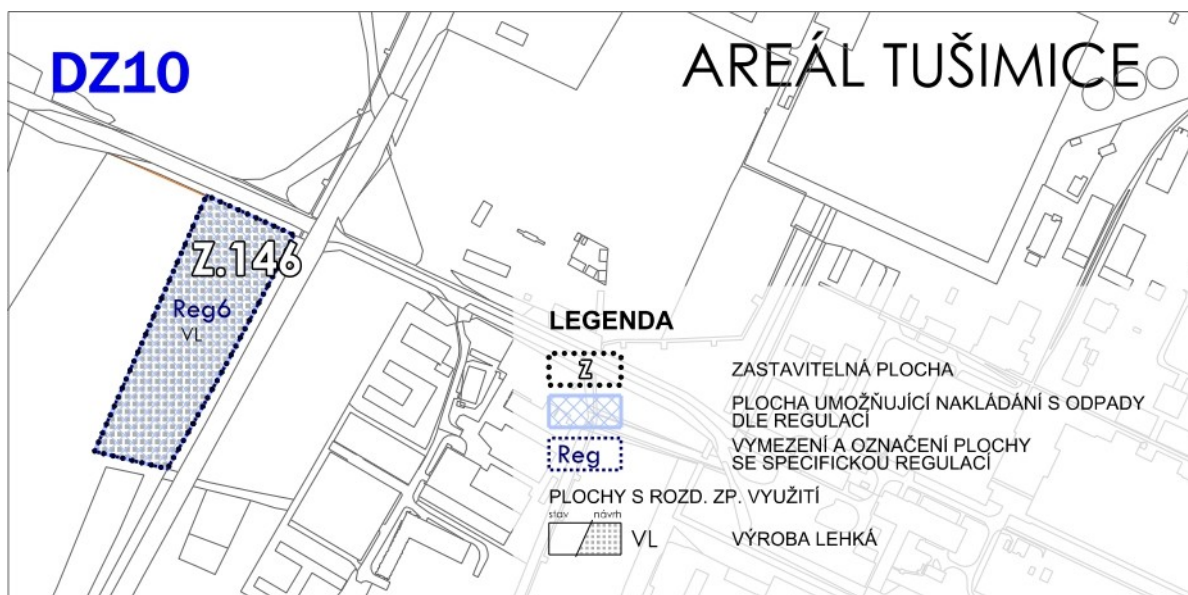 DZ10
AREÁL TUŠIMICE
Z.146
Reg6
VL
LEGENDA
Z
ZASTAVITELNÁ PLOCHA
PLOCHA UMOŽŇUJÍCÍ NAKLÁDÁNÍ S ODPADY
DLE REGULACÍ
Reg
VYMEZENÍ A OZNAČENÍ PLOCHY
SE SPECIFICKOU REGULACÍ
PLOCHY S ROZD. ZP. VYUŽITÍ
stav návrh
VL
VÝROBA LEHKÁ